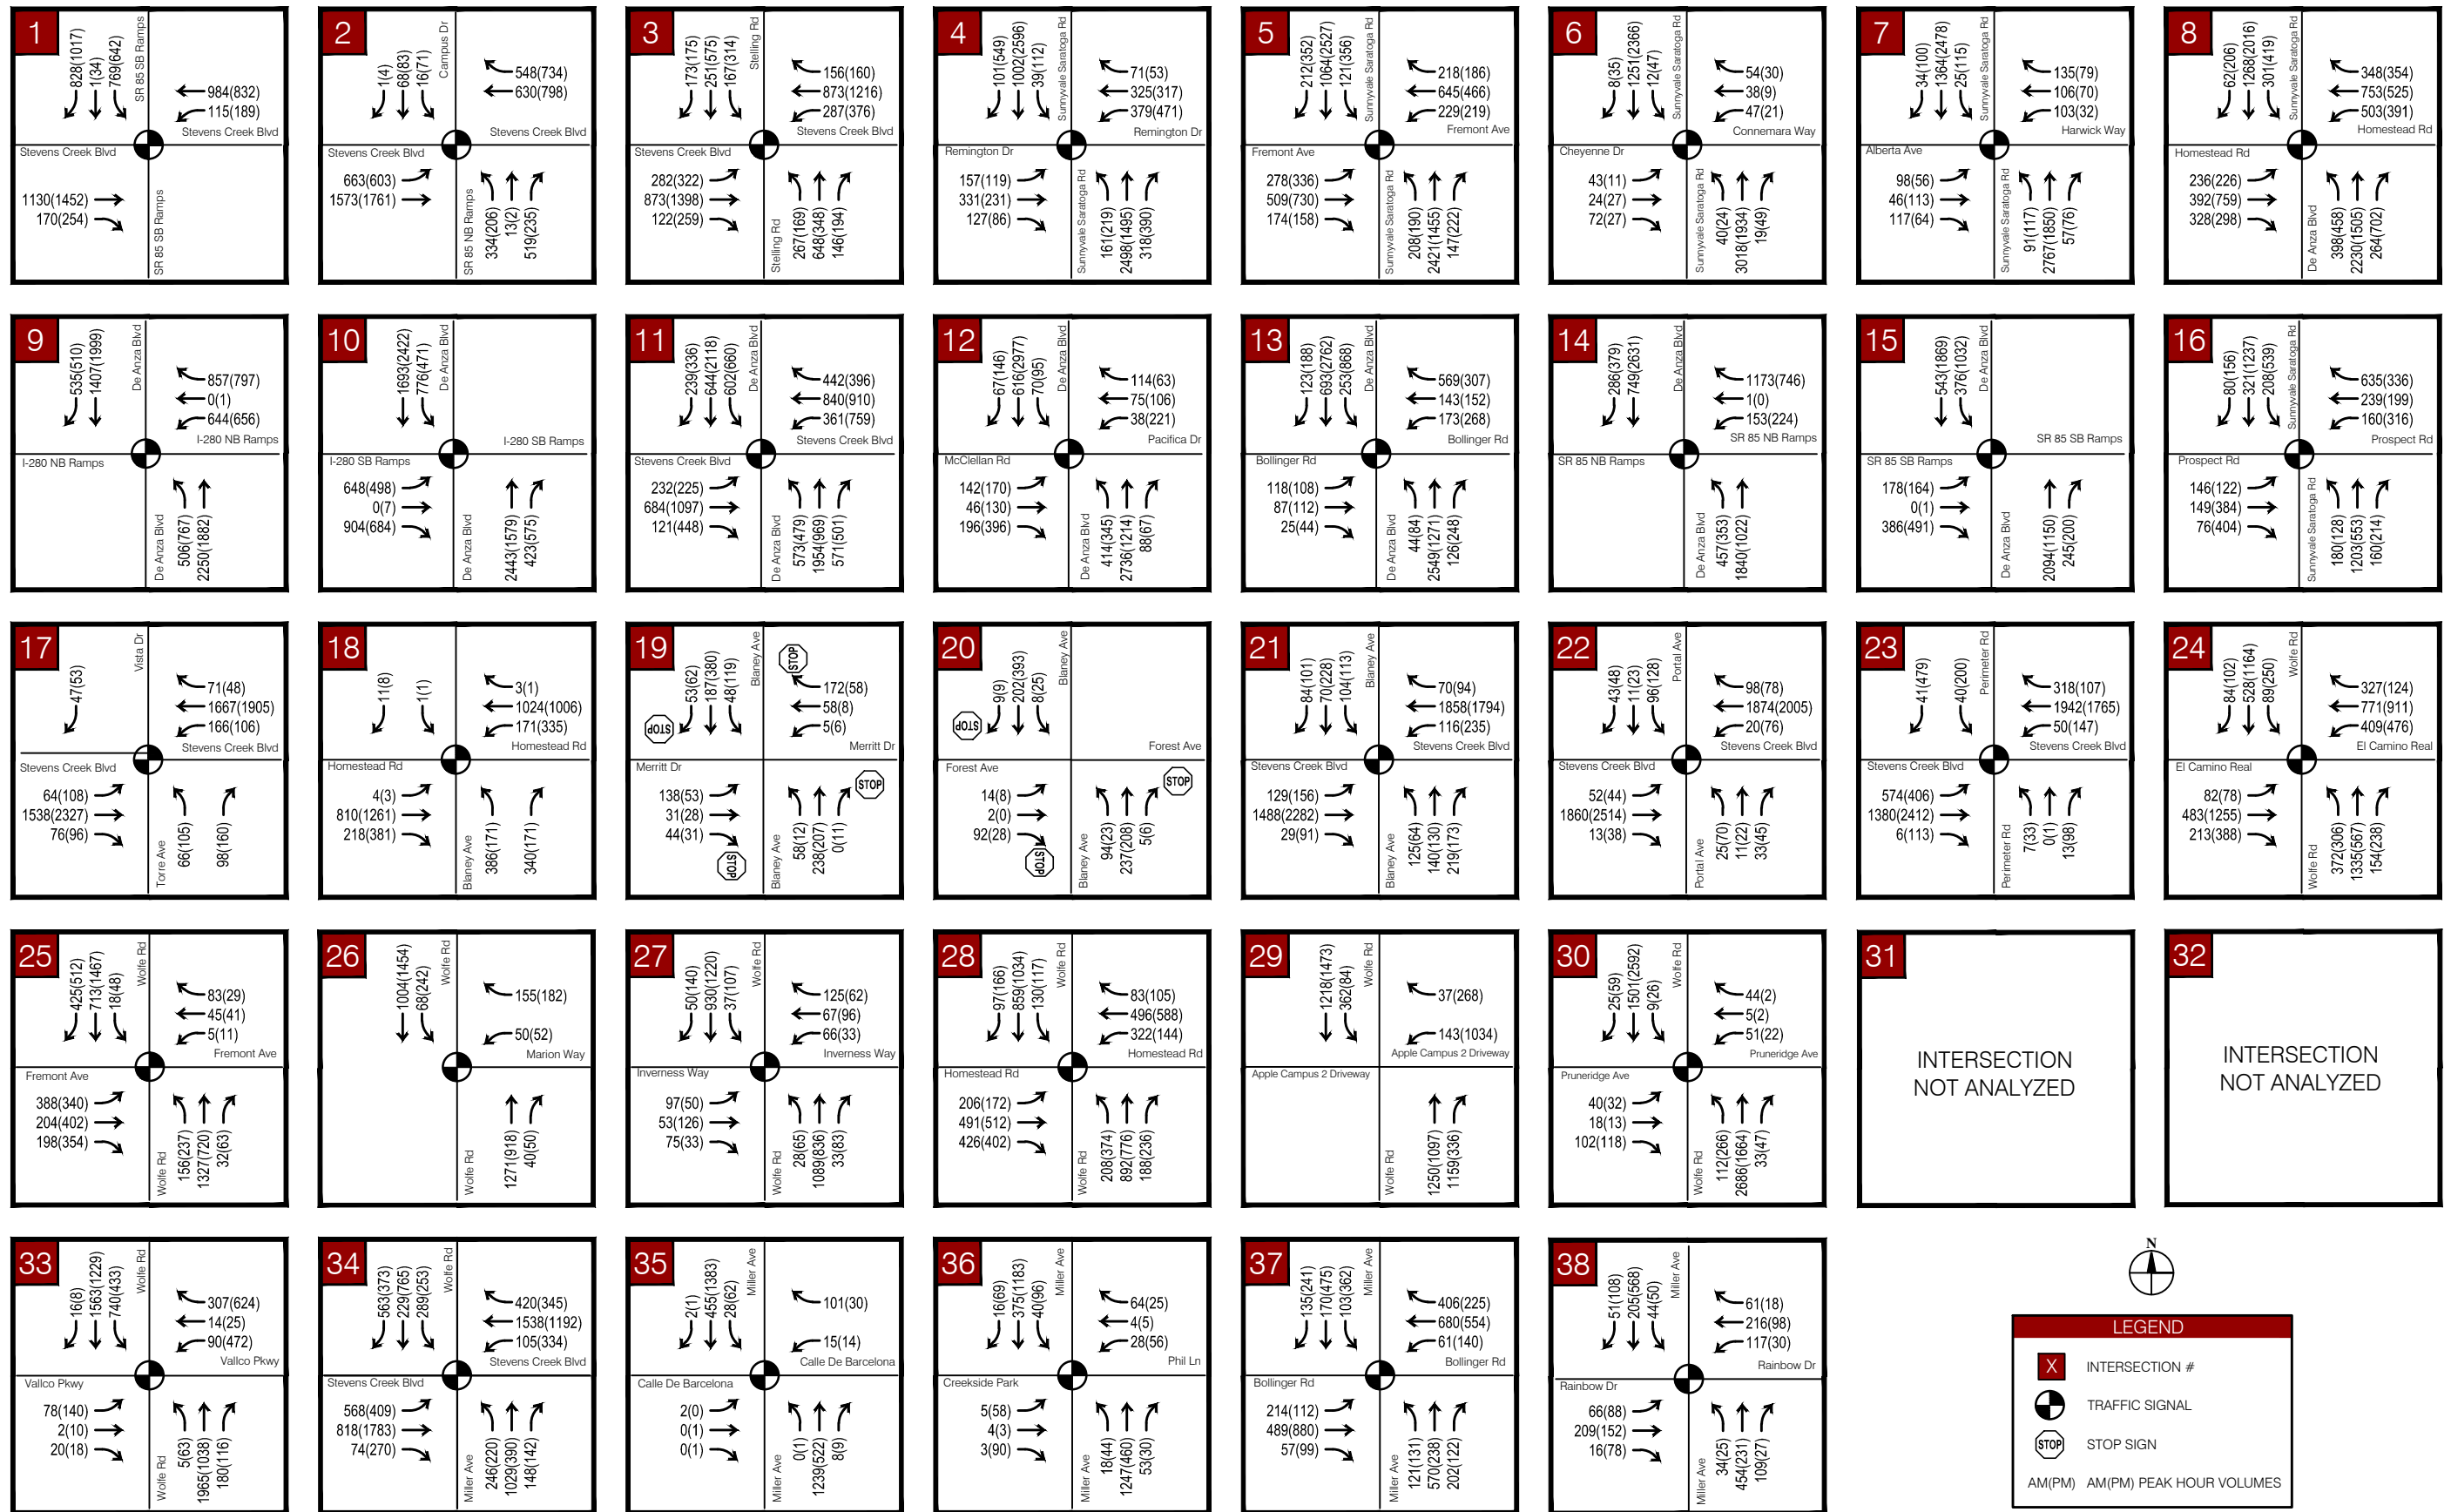 1
828(1017)
1(34)
769(642)
SR 85 SB Ramps
984(832)
115(189)
Stevens Creek Blvd
Stevens Creek Blvd
1130(1452)
170(254)
SR 85 SB Ramps
2
1(4)
68(83)
16(71)
Campus Dr
548(734)
630(798)
Stevens Creek Blvd
Stevens Creek Blvd
663(603)
1573(1761)
SR 85 NB Ramps
334(206)
13(2)
519(235)
3
173(175)
251(575)
167(314)
Stelling Rd
156(160)
873(1216)
287(376)
Stevens Creek Blvd
Stevens Creek Blvd
282(322)
873(1398)
122(259)
Stelling Rd
267(169)
648(348)
146(194)
4
101(549)
1002(2596)
39(112)
Sunnyvale Saratoga Rd
71(53)
325(317)
379(471)
Remington Dr
Remington Dr
157(119)
331(231)
127(86)
Sunnyvale Saratoga Rd
161(219)
2498(1495)
318(390)
5
212(352)
1064(2527)
121(356)
Sunnyvale Saratoga Rd
218(186)
645(466)
229(219)
Fremont Ave
Fremont Ave
278(336)
509(730)
174(158)
Sunnyvale Saratoga Rd
208(190)
2421(1455)
147(222)
6
8(35)
1251(2366)
12(47)
Sunnyvale Saratoga Rd
54(30)
38(9)
47(21)
Connemara Way
Cheyenne Dr
43(11)
24(27)
72(27)
Sunnyvale Saratoga Rd
40(24)
3018(1934)
19(49)
7
34(100)
1364(2478)
25(115)
Sunnyvale Saratoga Rd
135(79)
106(70)
103(32)
Harwick Way
Alberta Ave
98(56)
46(113)
117(64)
Sunnyvale Saratoga Rd
91(117)
2767(1850)
57(76)
8
62(206)
1268(2016)
301(419)
Sunnyvale Saratoga Rd
348(354)
753(525)
503(391)
Homestead Rd
Homestead Rd
236(226)
392(759)
328(298)
De Anza Blvd
398(458)
2230(1505)
264(702)
9
535(510)
1407(1999)
De Anza Blvd
857(797)
0(1)
644(656)
I-280 NB Ramps
I-280 NB Ramps
De Anza Blvd
506(767)
2250(1882)
10
1693(2422)
776(471)
De Anza Blvd
I-280 SB Ramps
I-280 SB Ramps
648(498)
0(7)
904(684)
De Anza Blvd
2443(1579)
423(575)
11
239(336)
644(2118)
602(660)
De Anza Blvd
442(396)
840(910)
361(759)
Stevens Creek Blvd
Stevens Creek Blvd
232(225)
684(1097)
121(448)
De Anza Blvd
573(479)
1954(969)
571(501)
12
67(146)
616(2977)
70(95)
De Anza Blvd
114(63)
75(106)
38(221)
Pacifica Dr
McClellan Rd
142(170)
46(130)
196(396)
De Anza Blvd
414(345)
2736(1214)
88(67)
13
123(188)
693(2762)
253(868)
De Anza Blvd
569(307)
143(152)
173(268)
Bollinger Rd
Bollinger Rd
118(108)
87(112)
25(44)
De Anza Blvd
44(84)
2549(1271)
126(248)
14
286(379)
749(2631)
De Anza Blvd
1173(746)
1(0)
153(224)
SR 85 NB Ramps
SR 85 NB Ramps
De Anza Blvd
457(353)
1840(1022)
15
543(1869)
376(1032)
De Anza Blvd
SR 85 SB Ramps
SR 85 SB Ramps
178(164)
0(1)
386(491)
De Anza Blvd
2094(1150)
245(200)
16
80(156)
321(1237)
208(539)
Sunnyvale Saratoga Rd
635(336)
239(199)
160(316)
Prospect Rd
Prospect Rd
146(122)
149(384)
76(404)
Sunnyvale Saratoga Rd
180(128)
1203(553)
160(214)
17
47(53)
Vista Dr
71(48)
1667(1905)
166(106)
Stevens Creek Blvd
Stevens Creek Blvd
64(108)
1538(2327)
76(96)
Torre Ave
66(105)
98(160)
18
11(8)
1(1)
3(1)
1024(1006)
171(335)
Homestead Rd
Homestead Rd
4(3)
810(1261)
218(381)
Blaney Ave
386(171)
340(171)
19
53(62)
187(380)
48(119)
Blaney Ave
STOP
STOP
172(58)
58(8)
5(6)
Merritt Dr
Merritt Dr
138(53)
31(28)
44(31)
STOP
STOP
Blaney Ave
58(12)
238(207)
0(11)
20
9(9)
202(393)
8(25)
Blaney Ave
STOP
Forest Ave
Forest Ave
14(8)
2(0)
92(28)
STOP
STOP
Blaney Ave
94(23)
237(208)
5(6)
21
84(101)
70(228)
104(113)
Blaney Ave
70(94)
1858(1794)
116(235)
Stevens Creek Blvd
Stevens Creek Blvd
129(156)
1488(2282)
29(91)
Blaney Ave
125(64)
140(130)
219(173)
22
43(48)
11(23)
96(128)
Portal Ave
98(78)
1874(2005)
20(76)
Stevens Creek Blvd
Stevens Creek Blvd
52(44)
1860(2514)
13(38)
Portal Ave
25(70)
11(22)
33(45)
23
41(479)
40(200)
Perimeter Rd
318(107)
1942(1765)
50(147)
Stevens Creek Blvd
Stevens Creek Blvd
574(406)
1380(2412)
6(113)
Perimeter Rd
7(33)
0(1)
13(98)
24
84(102)
528(1164)
89(250)
Wolfe Rd
327(124)
771(911)
409(476)
El Camino Real
El Camino Real
82(78)
483(1255)
213(388)
Wolfe Rd
372(306)
1335(587)
154(238)
25
425(512)
713(1467)
18(48)
Wolfe Rd
83(29)
45(41)
5(11)
Fremont Ave
Fremont Ave
388(340)
204(402)
198(354)
Wolfe Rd
156(237)
1327(720)
32(63)
26
1004(1454)
68(242)
Wolfe Rd
155(182)
50(52)
Marion Way
Wolfe Rd
1271(918)
40(50)
27
50(140)
930(1220)
37(107)
Wolfe Rd
125(62)
67(96)
66(33)
Inverness Way
Inverness Way
97(50)
53(126)
75(33)
Wolfe Rd
28(65)
1089(836)
33(83)
28
97(166)
859(1034)
130(117)
Wolfe Rd
83(105)
496(588)
322(144)
Homestead Rd
Homestead Rd
206(172)
491(512)
426(402)
Wolfe Rd
208(374)
892(776)
188(236)
29
1218(1473)
362(84)
Wolfe Rd
37(268)
143(1034)
Apple Campus 2 Driveway
Apple Campus 2 Driveway
Wolfe Rd
1250(1097)
1159(336)
30
25(59)
1501(2592)
9(26)
Wolfe Rd
44(2)
5(2)
51(22)
Pruneridge Ave
Pruneridge Ave
40(32)
18(13)
102(118)
Wolfe Rd
112(266)
2686(1664)
33(47)
31
INTERSECTION
NOT ANALYZED
32
INTERSECTION
NOT ANALYZED
33
16(8)
1563(1229)
740(433)
Wolfe Rd
307(624)
14(25)
90(472)
Vallco Pkwy
Vallco Pkwy
78(140)
2(10)
20(18)
Wolfe Rd
5(63)
1965(1038)
180(116)
34
563(373)
229(765)
289(253)
Wolfe Rd
420(345)
1538(1192)
105(334)
Stevens Creek Blvd
Stevens Creek Blvd
568(409)
818(1783)
74(270)
Miller Ave
246(220)
1029(390)
148(142)
35
2(1)
455(1383)
28(62)
Miller Ave
101(30)
15(14)
Calle De Barcelona
Calle De Barcelona
2(0)
0(1)
0(1)
Miller Ave
0(1)
1239(522)
8(9)
36
16(69)
375(1183)
40(96)
Miller Ave
64(25)
4(5)
28(56)
Phil Ln
Creekside Park
5(58)
4(3)
3(90)
Miller Ave
18(44)
1247(460)
53(30)
37
135(241)
170(475)
103(362)
Miller Ave
406(225)
680(554)
61(140)
Bollinger Rd
Bollinger Rd
214(112)
489(880)
57(99)
Miller Ave
121(131)
570(238)
202(122)
38
51(108)
205(568)
44(50)
Miller Ave
61(18)
216(98)
117(30)
Rainbow Dr
Rainbow Dr
66(88)
209(152)
16(78)
Miller Ave
34(25)
454(231)
109(27)
N
LEGEND
X INTERSECTION #
TRAFFIC SIGNAL
STOP STOP SIGN
AM(PM) AM(PM) PEAK HOUR VOLUMES